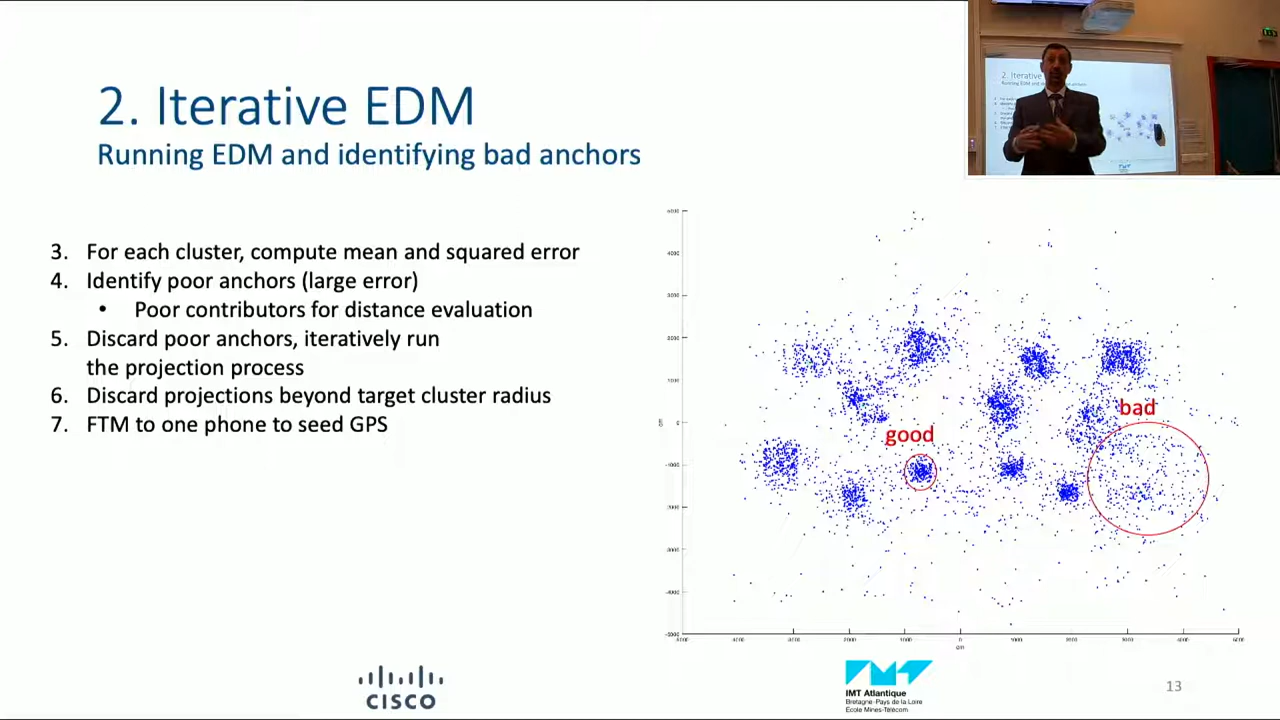 2. Iterative EDM
Running EDM and identifying bad anchors
3. For each cluster, compute mean and squared error
4. Identify poor anchors (large error)
• Poor contributors for distance evaluation
5. Discard poor anchors, iteratively run
the projection process
6. Discard projections beyond target cluster radius
7. FTM to one phone to seed GPS
good
bad
CISCO
IMT Atlantique
Bretagne-Pays de la Loire
École Mines-Télécom
13
2. Iterative